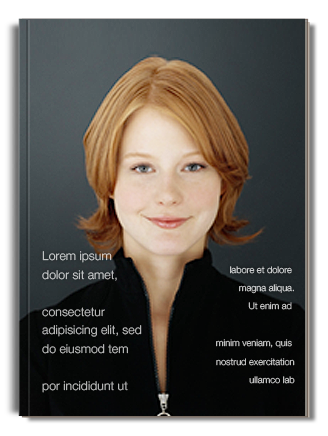 Lorem ipsum
dolor sit amet,
consectetur
adipisicing elit, sed
do eiusmod tem
por incididunt ut
labore et dolore
magna aliqua.
Ut enim ad
minim veniam, quis
nostrud exercitation
ullamco lab